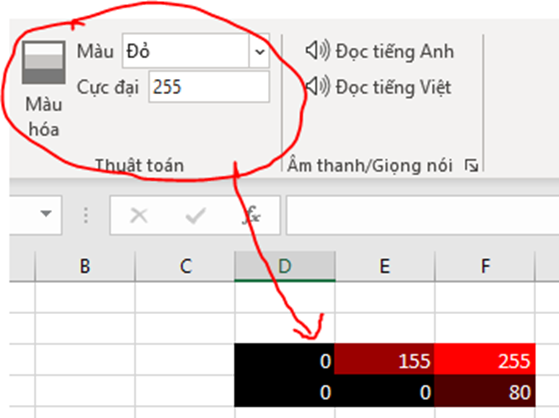 Màu Đỏ
Cực đại 255
Màu hóa
Thuật toán
Đọc tiếng Anh
Đọc tiếng Việt
Âm thanh/Giọng nói
fx
B C D E F
0 155 255
0 0 80